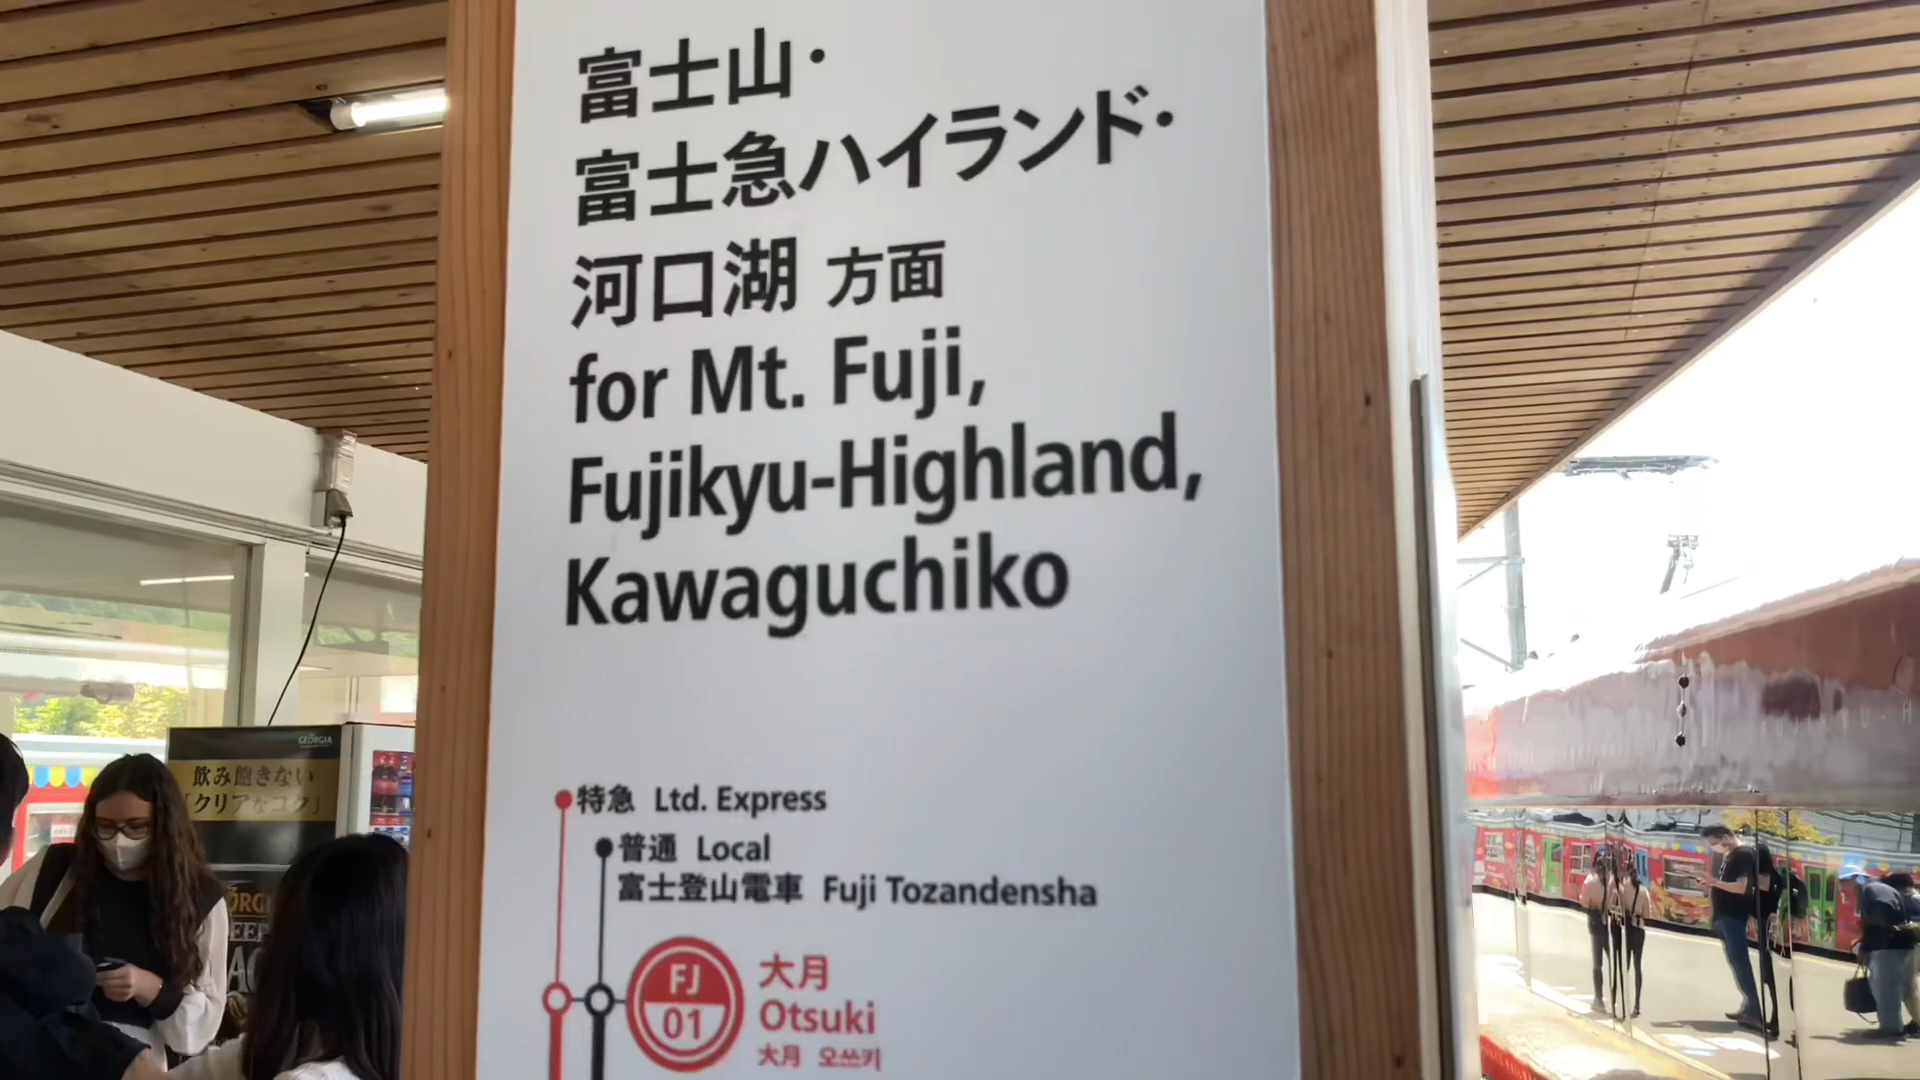 富士山・
富士急ハイランド・
河口湖 方面
for Mt. Fuji,
Fujikyu-Highland,
Kawaguchiko
特急 Ltd. Express
普通 Local
富士登山電車 Fuji Tozandensha
FJ
01
大月
Otsuki
大月 오쓰키
GEORGIA
飲み飽きない
「クリアなコク」